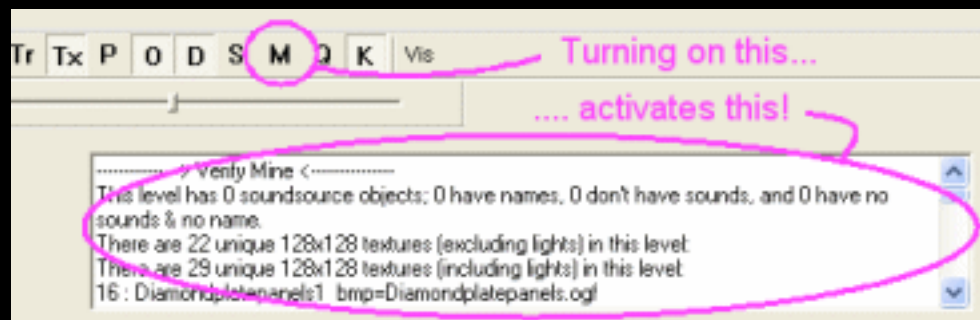 Tr Tx P O D S M Q K Vis
Turning on this...
.... activates this!
-------------- > Verify Mine <----------------
This level has 0 soundsource objects; 0 have names, 0 don't have sounds, and 0 have no
sounds & no name.
There are 22 unique 128x128 textures (excluding lights) in this level:
There are 29 unique 128x128 textures (including lights) in this level:
16 : Diamondplatepanels1 bmp=Diamondplatepanels.ogf